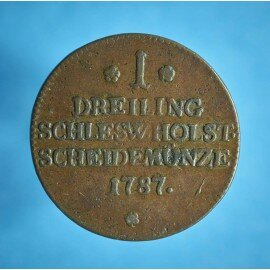 1
DREILING
SCHLESW. HOLST.
SCHEIDEMÜNZE
1787.